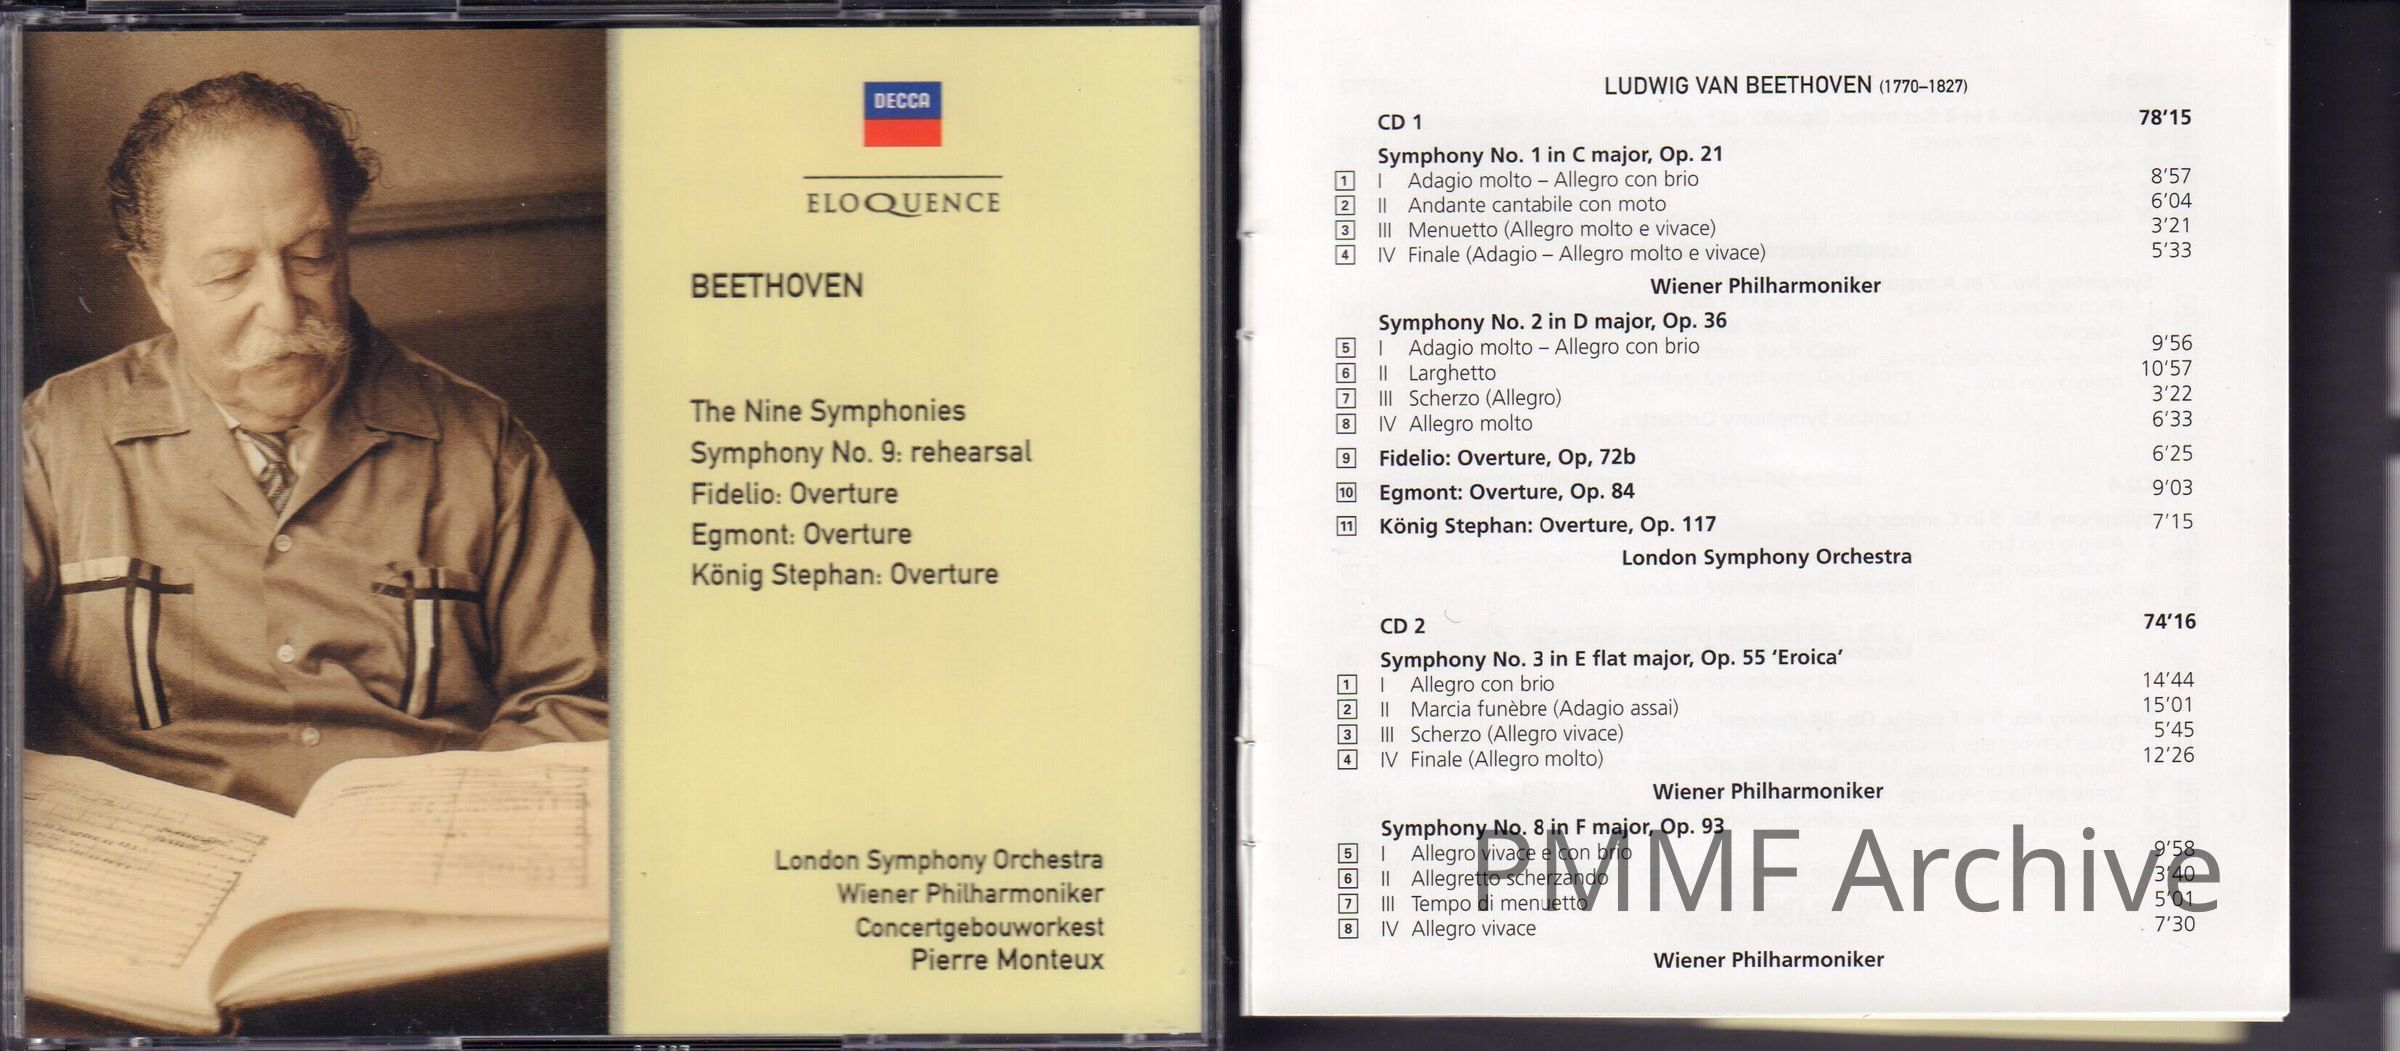 DECCA
ELOQUENCE
BEETHOVEN
The Nine Symphonies
Symphony No. 9: rehearsal
Fidelio: Overture
Egmont: Overture
König Stephan: Overture
London Symphony Orchestra
Wiener Philharmoniker
Concertgebouworkest
Pierre Monteux
LUDWIG VAN BEETHOVEN (1770–1827)
CD 1 78’15
Symphony No. 1 in C major, Op. 21
1 I Adagio molto – Allegro con brio 8’57
2 II Andante cantabile con moto 6’04
3 III Menuetto (Allegro molto e vivace) 3’21
4 IV Finale (Adagio – Allegro molto e vivace) 5’33
Wiener Philharmoniker
Symphony No. 2 in D major, Op. 36
5 I Adagio molto – Allegro con brio 9’56
6 II Larghetto 10’57
7 III Scherzo (Allegro) 3’22
8 IV Allegro molto 6’33
9 Fidelio: Overture, Op, 72b 6’25
10 Egmont: Overture, Op. 84 9’03
11 König Stephan: Overture, Op. 117 7’15
London Symphony Orchestra
CD 2 74’16
Symphony No. 3 in E flat major, Op. 55 ‘Eroica’
1 I Allegro con brio 14’44
2 II Marcia funèbre (Adagio assai) 15’01
3 III Scherzo (Allegro vivace) 5’45
4 IV Finale (Allegro molto) 12’26
Wiener Philharmoniker
Symphony No. 8 in F major, Op. 93
5 I Allegro vivace e con brio 9’58
6 II Allegretto scherzando 3’40
7 III Tempo di menuetto 5’01
8 IV Allegro vivace 7’30
Wiener Philharmoniker
PMMF Archive